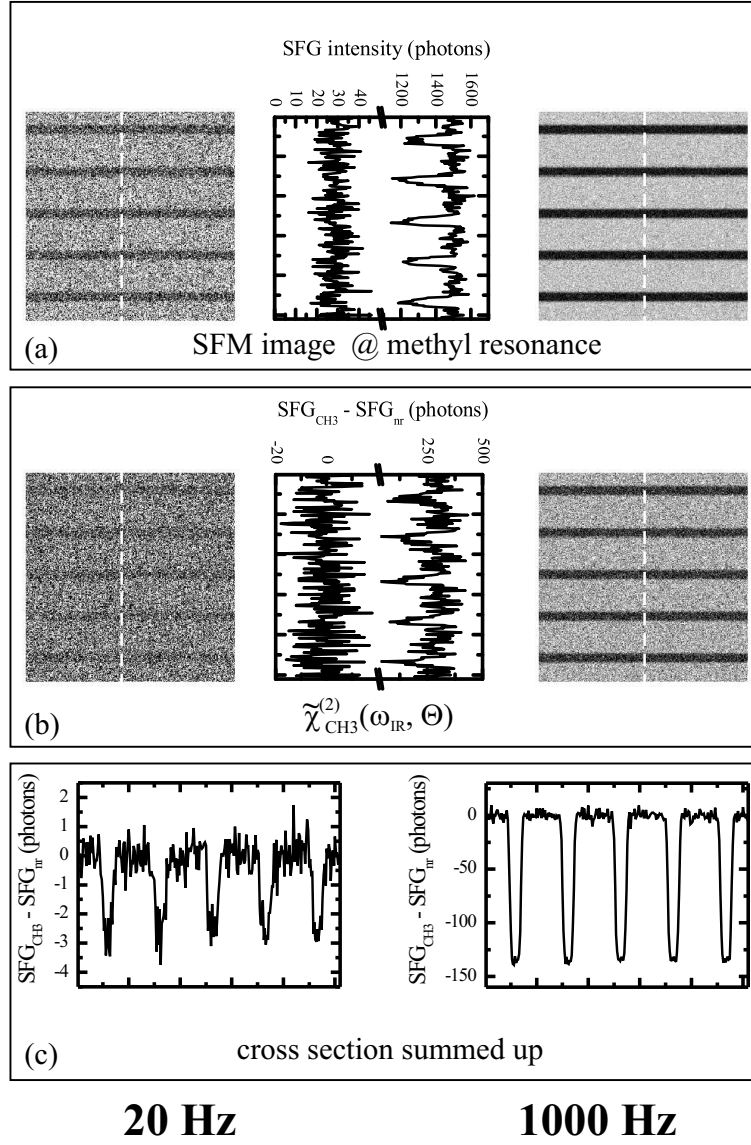 SFG intensity (photons)
0 10 20 30 40 1200 1400 1600
(a) SFM image @ methyl resonance
SFG_CH3 - SFG_nr (photons)
-20 0 250 500
(b) χ̃^(2)_CH3(ω_IR, Θ)
SFG_CH3 - SFG_nr (photons)
2
1
0
-1
-2
-3
-4
SFG_CH3 - SFG_nr (photons)
0
-50
-100
-150
(c) cross section summed up
20 Hz 1000 Hz